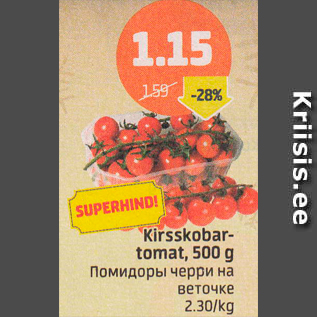 1.15
1.59
-28%
SUPERHIND!
Kirsskobar-
tomat, 500 g
Помидоры черри на
веточке
2.30/kg
Kriisis.ee